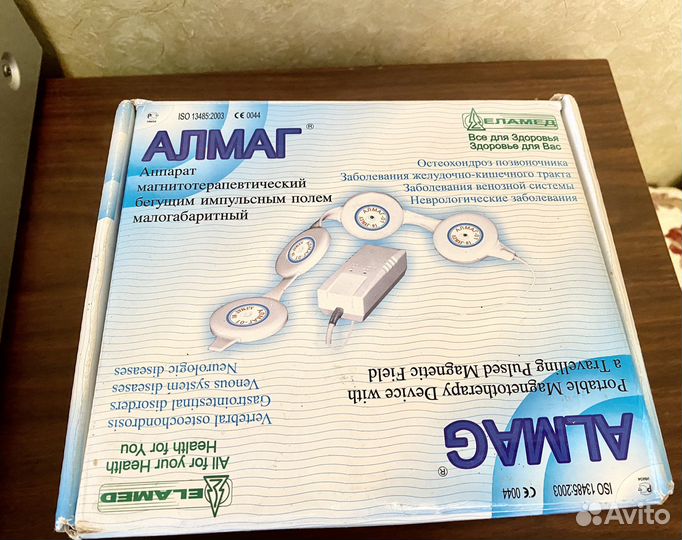 ISO 13485:2003 CE 0044
АЛМАГ®
Аппарат
магнитотерапевтический
бегущим импульсным полем
малогабаритный
ЕЛАМЕД
Все для Здоровья
Здоровье для Вас
Остеохондроз позвоночника
Заболевания желудочно-кишечного тракта
Заболевания венозной системы
Неврологические заболевания
АЛМАГ-01
Portable Magnetotherapy Device with
a Travelling Pulsed Magnetic Field
ALMAG®
ISO 13485:2003 CE 0044
Vertebral osteochondrosis
Gastrointestinal disorders
Venous system diseases
Neurologic diseases
All for your Health
Health for You
ELAMED
Avito